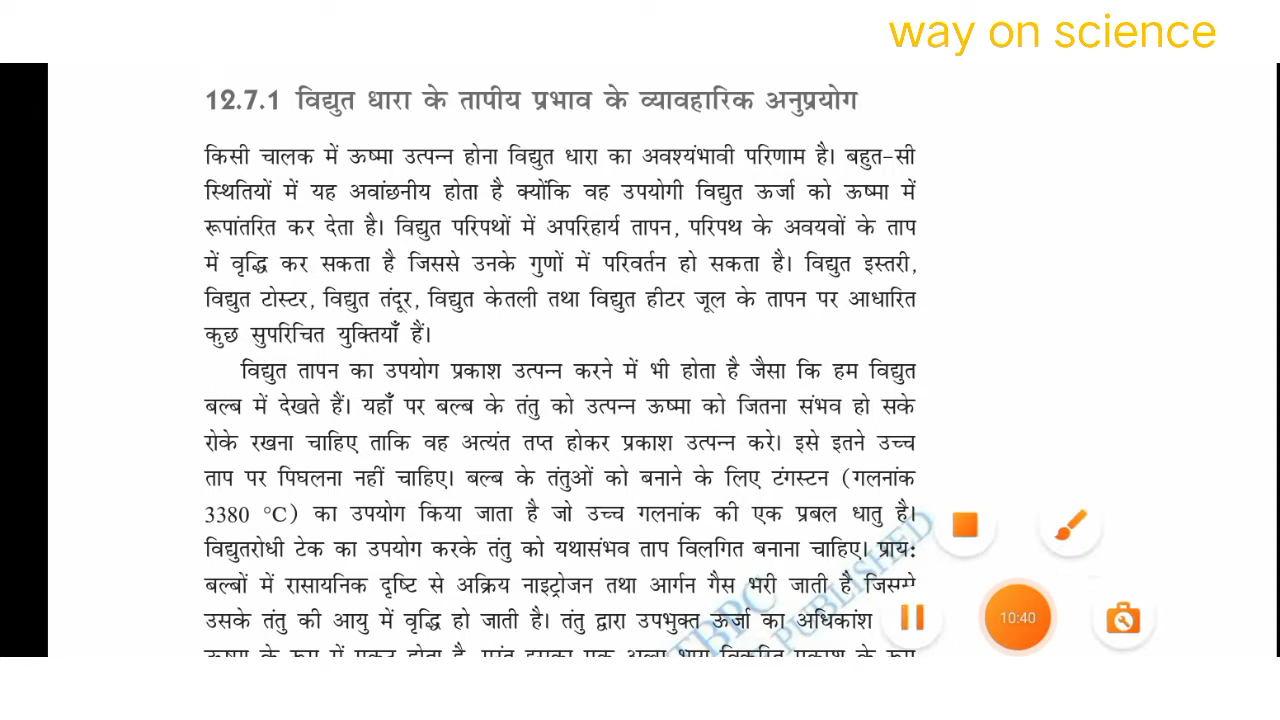 way on science
12.7.1 विद्युत धारा के तापीय प्रभाव के व्यावहारिक अनुप्रयोग
किसी चालक में ऊष्मा उत्पन्न होना विद्युत धारा का अवश्यंभावी परिणाम है। बहुत-सी
स्थितियों में यह अवांछनीय होता है क्योंकि वह उपयोगी विद्युत ऊर्जा को ऊष्मा में
रूपांतरित कर देता है। विद्युत परिपथों में अपरिहार्य तापन, परिपथ के अवयवों के ताप
में वृद्धि कर सकता है जिससे उनके गुणों में परिवर्तन हो सकता है। विद्युत इस्तरी,
विद्युत टोस्टर, विद्युत तंदूर, विद्युत केतली तथा विद्युत हीटर जूल के तापन पर आधारित
कुछ सुपरिचित युक्तियाँ हैं।
विद्युत तापन का उपयोग प्रकाश उत्पन्न करने में भी होता है जैसा कि हम विद्युत
बल्ब में देखते हैं। यहाँ पर बल्ब के तंतु को उत्पन्न ऊष्मा को जितना संभव हो सके
रोके रखना चाहिए ताकि वह अत्यंत तप्त होकर प्रकाश उत्पन्न करे। इसे इतने उच्च
ताप पर पिघलना नहीं चाहिए। बल्ब के तंतुओं को बनाने के लिए टंगस्टन (गलनांक
3380 °C) का उपयोग किया जाता है जो उच्च गलनांक की एक प्रबल धातु है।
विद्युतरोधी टेक का उपयोग करके तंतु को यथासंभव ताप विलगित बनाना चाहिए। प्राय:
बल्बों में रासायनिक दृष्टि से अक्रिय नाइट्रोजन तथा आर्गन गैस भरी जाती है जिससे
उसके तंतु की आयु में वृद्धि हो जाती है। तंतु द्वारा उपभुक्त ऊर्जा का अधिकांश
PUBLISHED
10:40